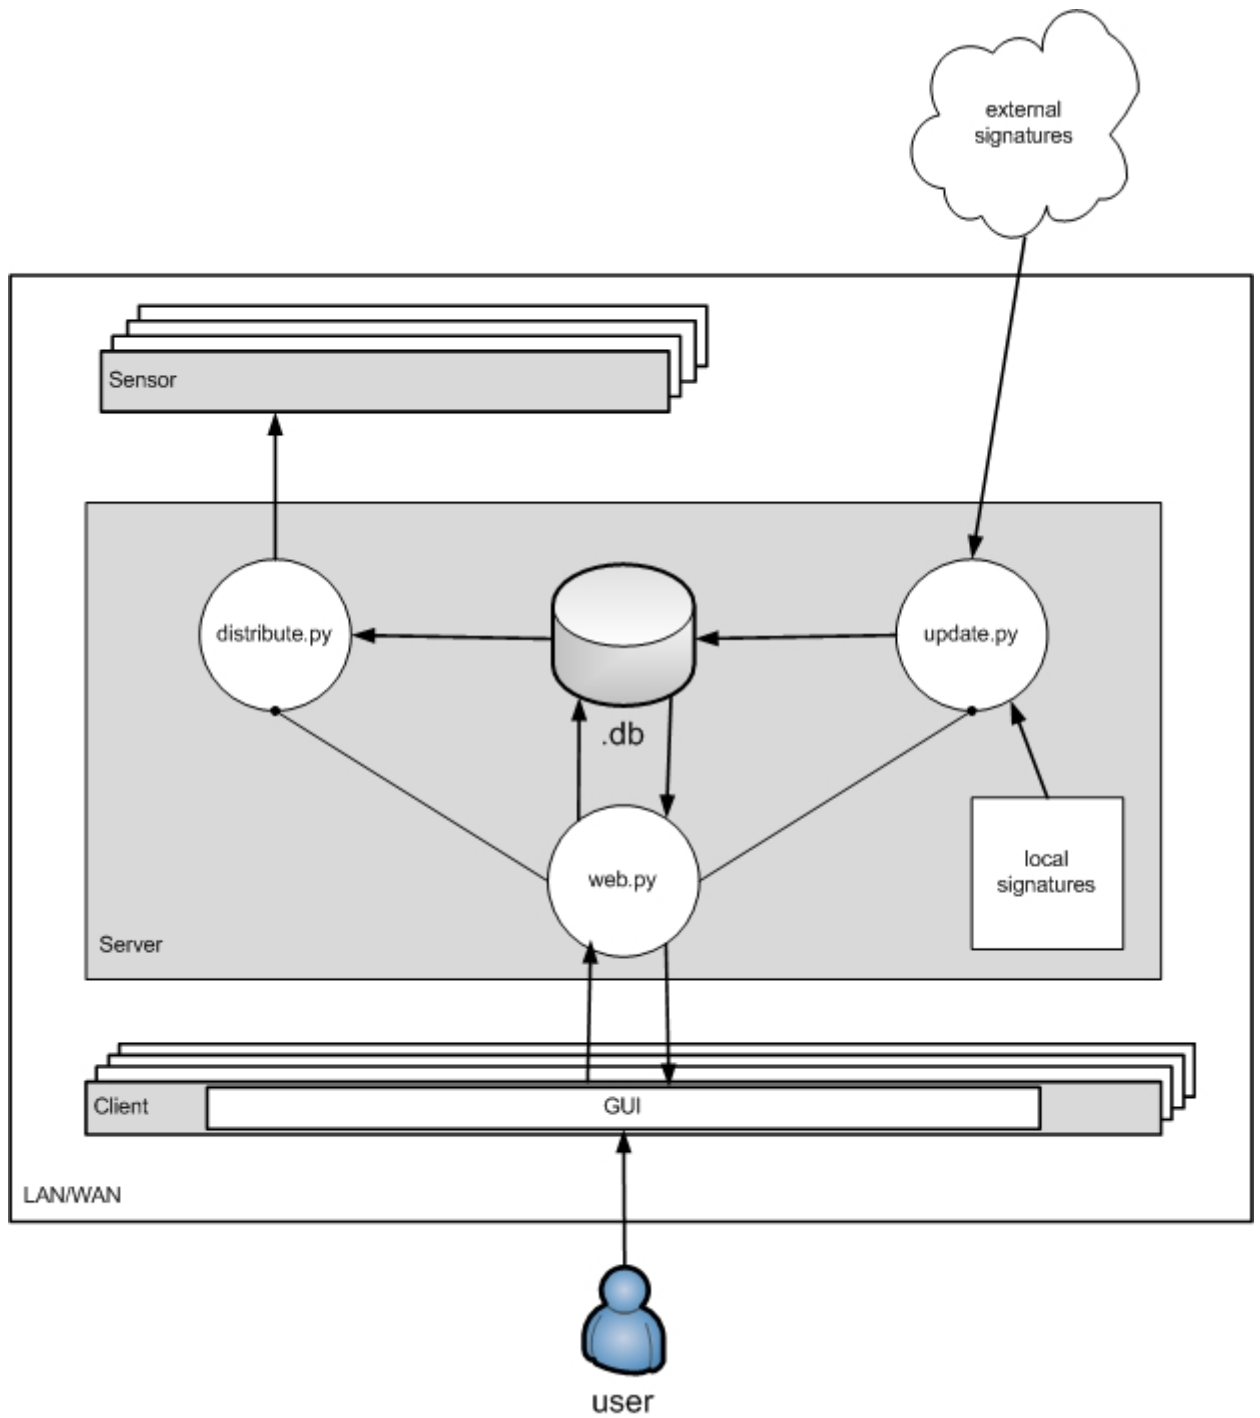 external
signatures
Sensor
distribute.py
update.py
.db
web.py
local
signatures
Server
Client
GUI
LAN/WAN
user